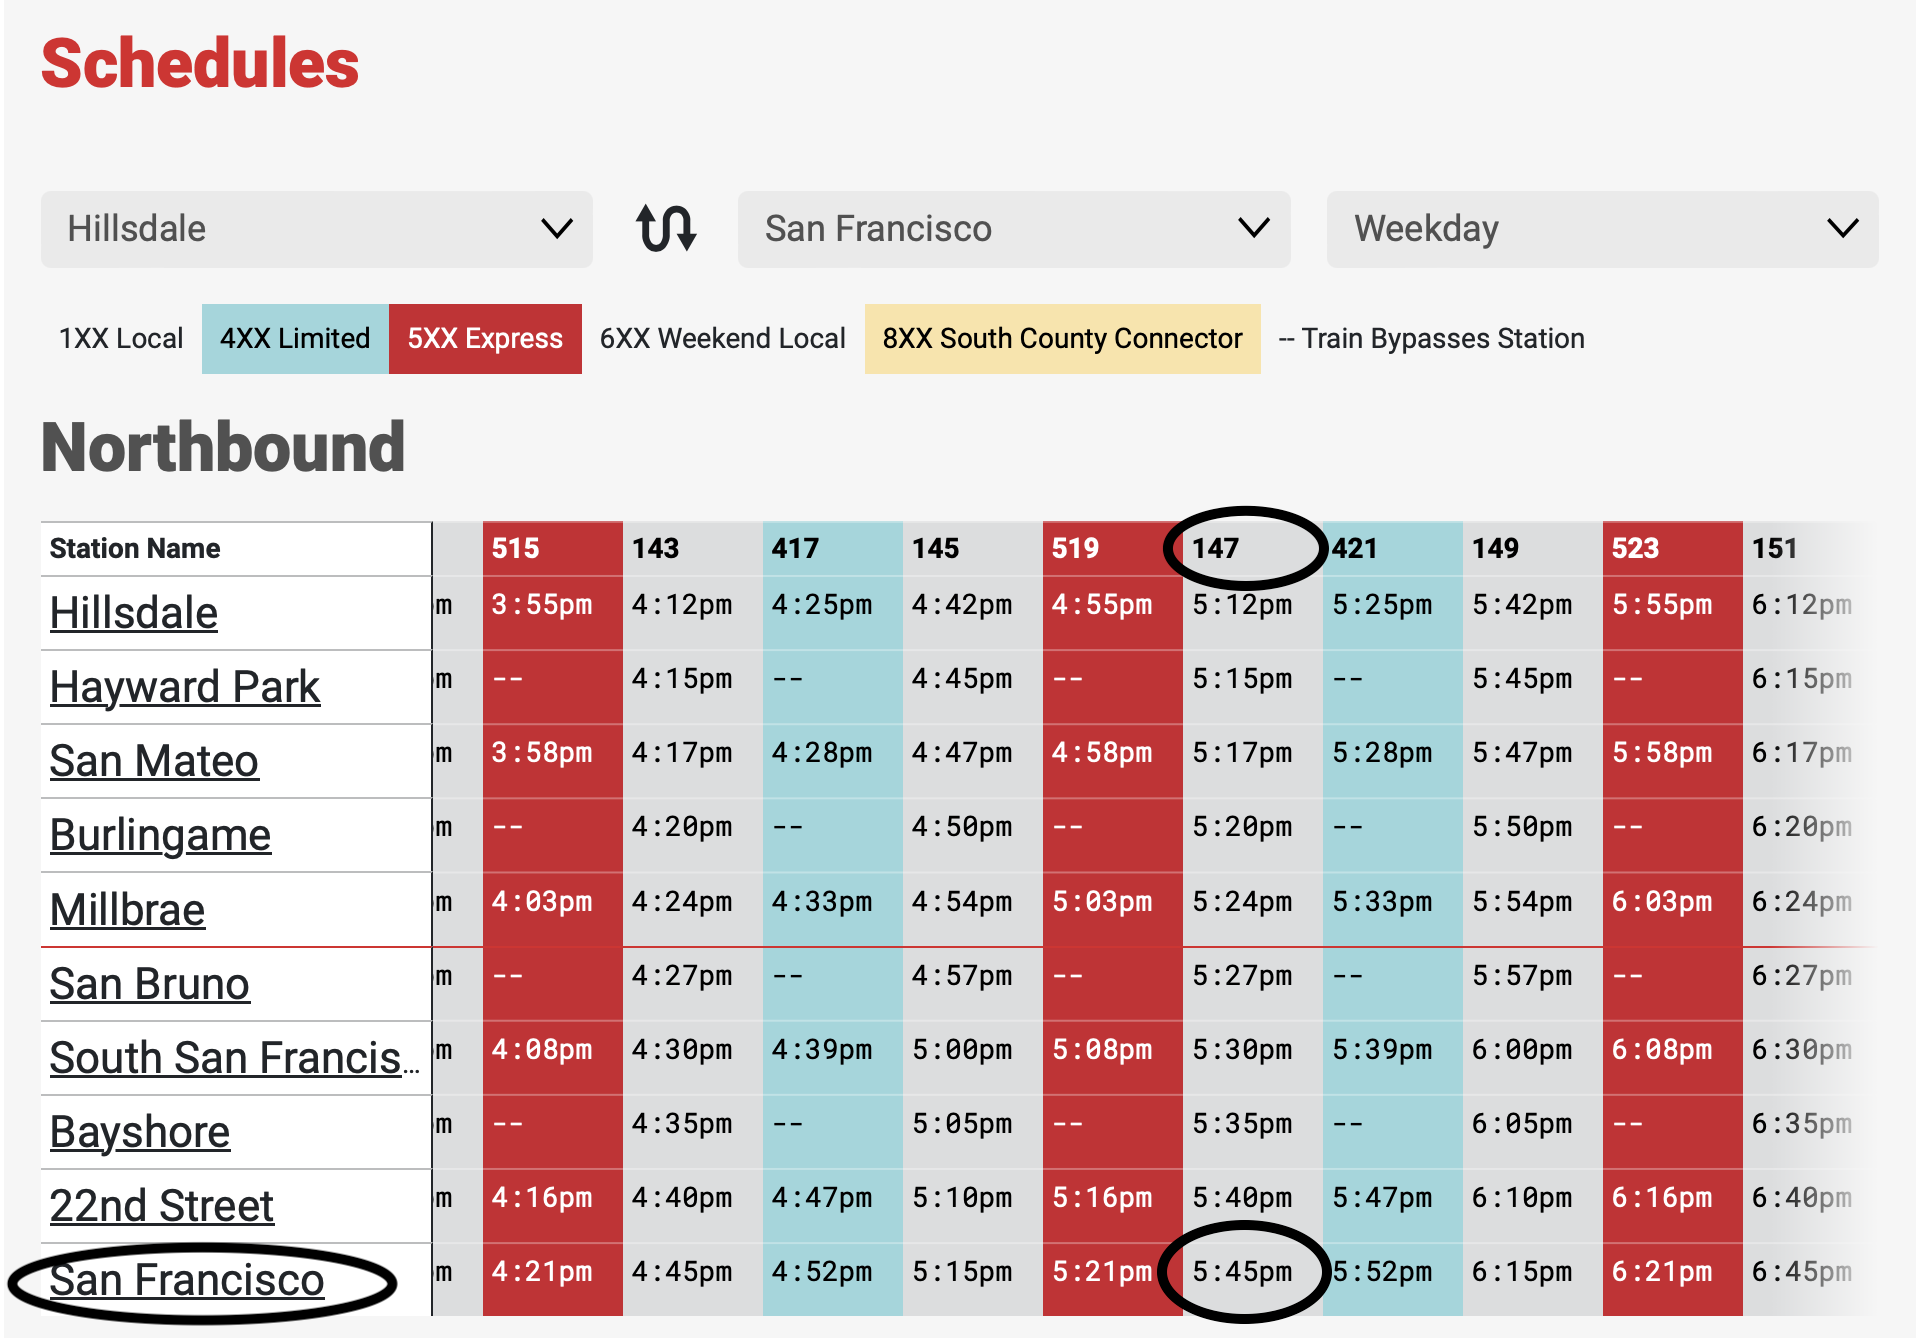 Schedules
Hillsdale San Francisco Weekday
1XX Local 4XX Limited 5XX Express 6XX Weekend Local 8XX South County Connector -- Train Bypasses Station
Northbound
Station Name 515 143 417 145 519 147 421 149 523 151
Hillsdale m 3:55pm 4:12pm 4:25pm 4:42pm 4:55pm 5:12pm 5:25pm 5:42pm 5:55pm 6:12pm
Hayward Park m -- 4:15pm -- 4:45pm -- 5:15pm -- 5:45pm -- 6:15pm
San Mateo m 3:58pm 4:17pm 4:28pm 4:47pm 4:58pm 5:17pm 5:28pm 5:47pm 5:58pm 6:17pm
Burlingame m -- 4:20pm -- 4:50pm -- 5:20pm -- 5:50pm -- 6:20pm
Millbrae m 4:03pm 4:24pm 4:33pm 4:54pm 5:03pm 5:24pm 5:33pm 5:54pm 6:03pm 6:24pm
San Bruno m -- 4:27pm -- 4:57pm -- 5:27pm -- 5:57pm -- 6:27pm
South San Francis... m 4:08pm 4:30pm 4:39pm 5:00pm 5:08pm 5:30pm 5:39pm 6:00pm 6:08pm 6:30pm
Bayshore m -- 4:35pm -- 5:05pm -- 5:35pm -- 6:05pm -- 6:35pm
22nd Street m 4:16pm 4:40pm 4:47pm 5:10pm 5:16pm 5:40pm 5:47pm 6:10pm 6:16pm 6:40pm
San Francisco m 4:21pm 4:45pm 4:52pm 5:15pm 5:21pm 5:45pm 5:52pm 6:15pm 6:21pm 6:45pm